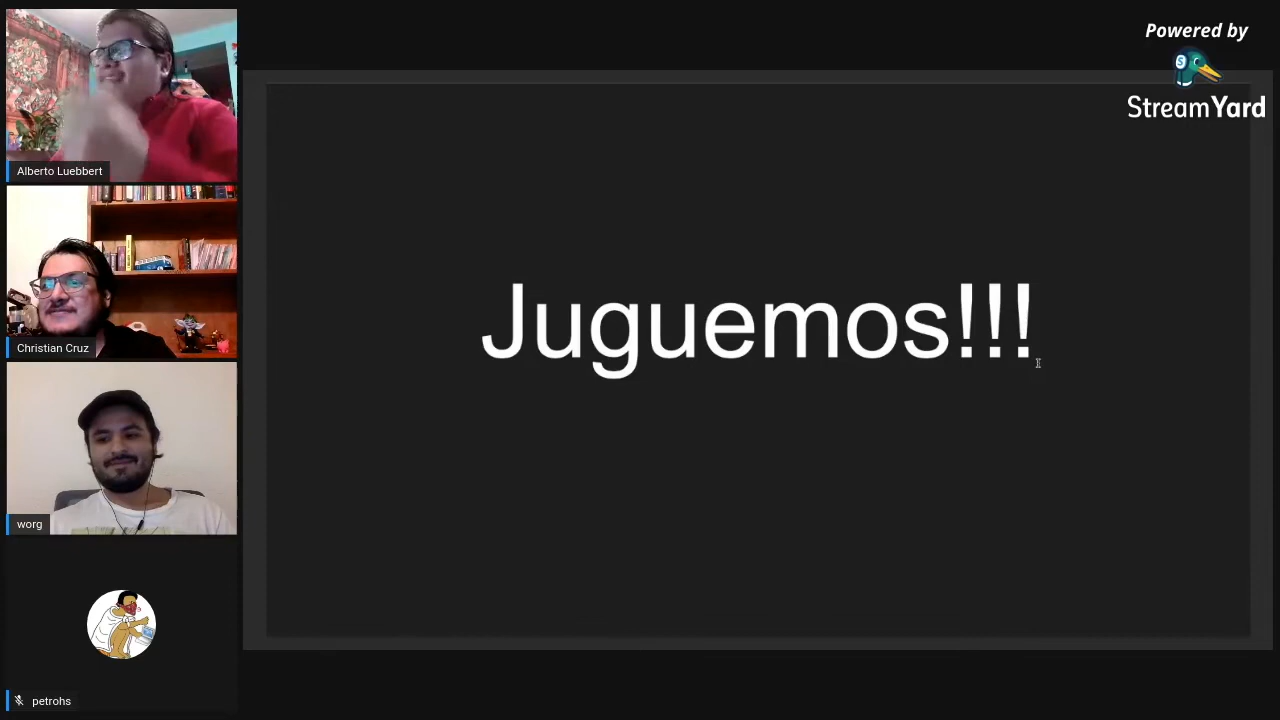 Powered by
StreamYard
Alberto Luebbert
Juguemos!!!
Christian Cruz
worg
petrohs